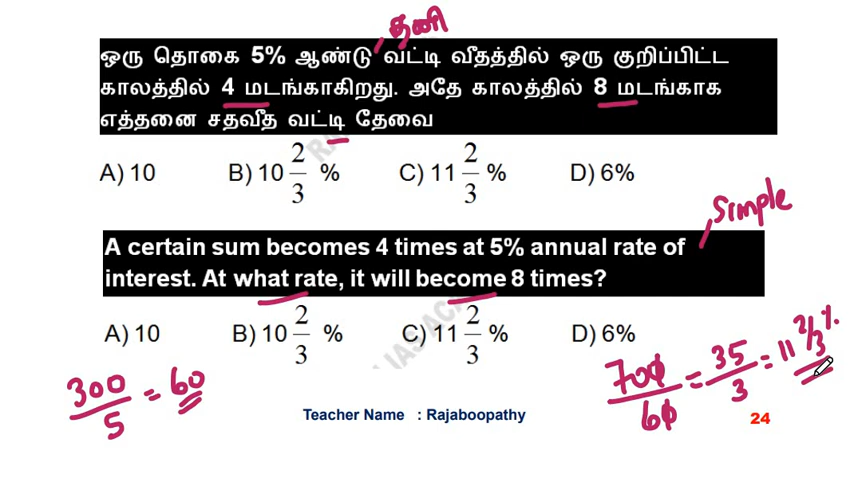 தனி
ஒரு தொகை 5% ஆண்டு வட்டி வீதத்தில் ஒரு குறிப்பிட்ட
காலத்தில் 4 மடங்காகிறது. அதே காலத்தில் 8 மடங்காக
எத்தனை சதவீத வட்டி தேவை
A) 10 B) 10 2/3 % C) 11 2/3 % D) 6%
Simple
A certain sum becomes 4 times at 5% annual rate of
interest. At what rate, it will become 8 times?
A) 10 B) 10 2/3 % C) 11 2/3 % D) 6%
300/5 = 60
700/60 = 35/3 = 11 2/3 %
Teacher Name : Rajaboopathy
24